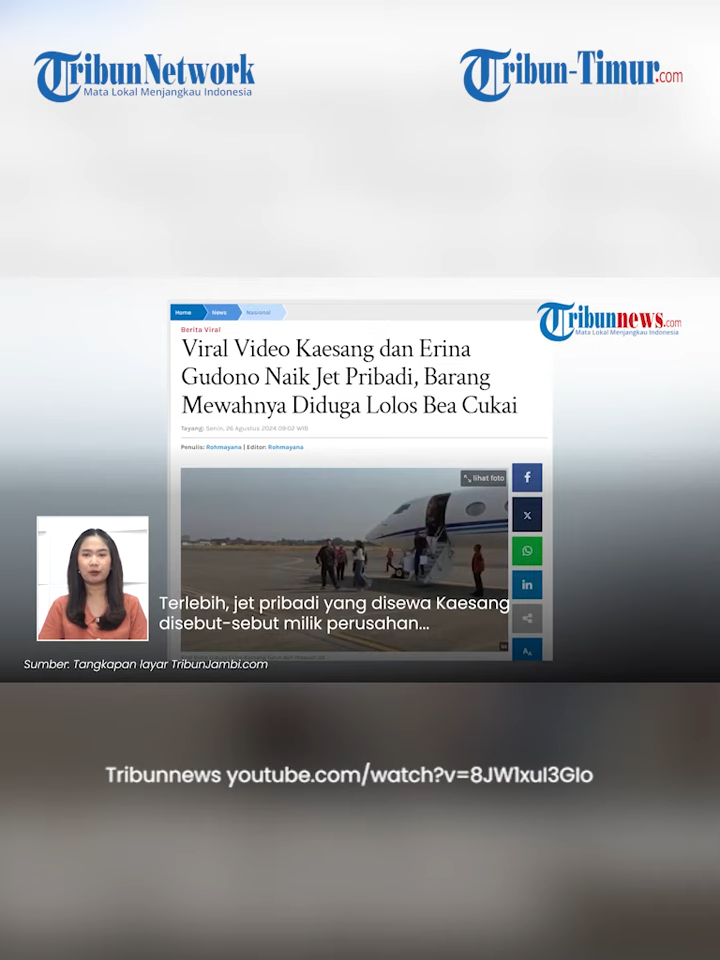 TribunNetwork
Mata Lokal Menjangkau Indonesia
Tribun-Timur.com
Home News Nasional
Tribunnews.com
Mata Lokal Menjangkau Indonesia
Berita Viral
Viral Video Kaesang dan Erina
Gudono Naik Jet Pribadi, Barang
Mewahnya Diduga Lolos Bea Cukai
Tayang: Senin, 26 Agustus 2024 09:07 WIB
Penulis: Rohmayana | Editor: Rohmayana
lihat foto
Terlebih, jet pribadi yang disewa Kaesang
disebut-sebut milik perusahan...
Sumber: Tangkapan layar TribunJambi.com
Tribunnews youtube.com/watch?v=8JW1xuI3GIo